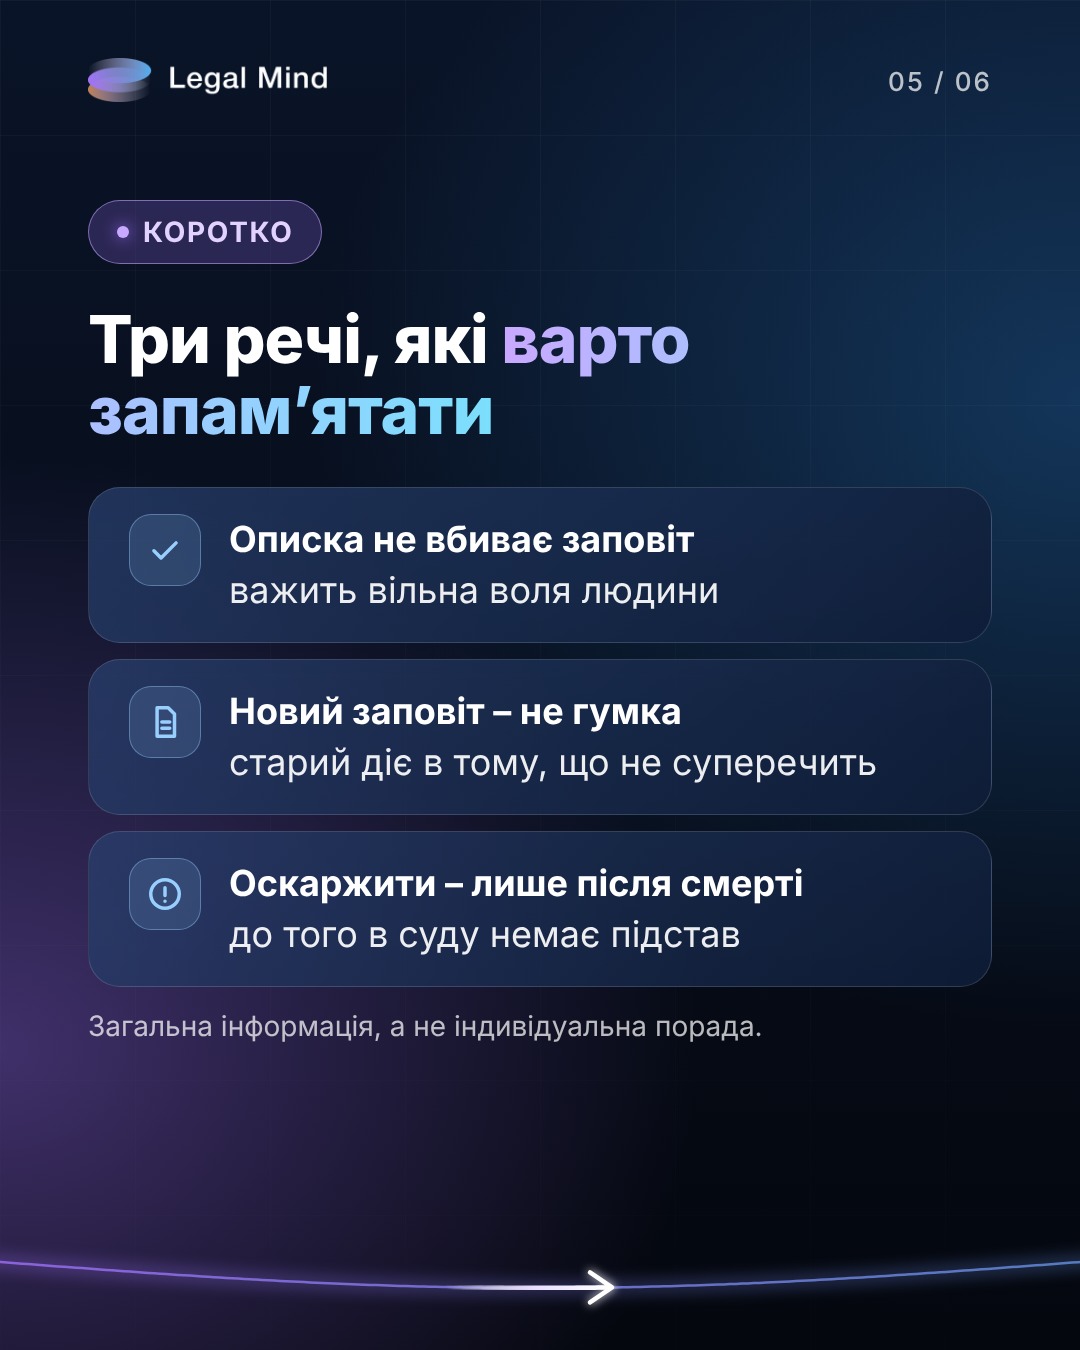 Legal Mind
05 / 06
КОРОТКО
Три речі, які варто
запам’ятати
Описка не вбиває заповіт
важить вільна воля людини
Новий заповіт – не гумка
старий діє в тому, що не суперечить
Оскаржити – лише після смерті
до того в суду немає підстав
Загальна інформація, а не індивідуальна порада.